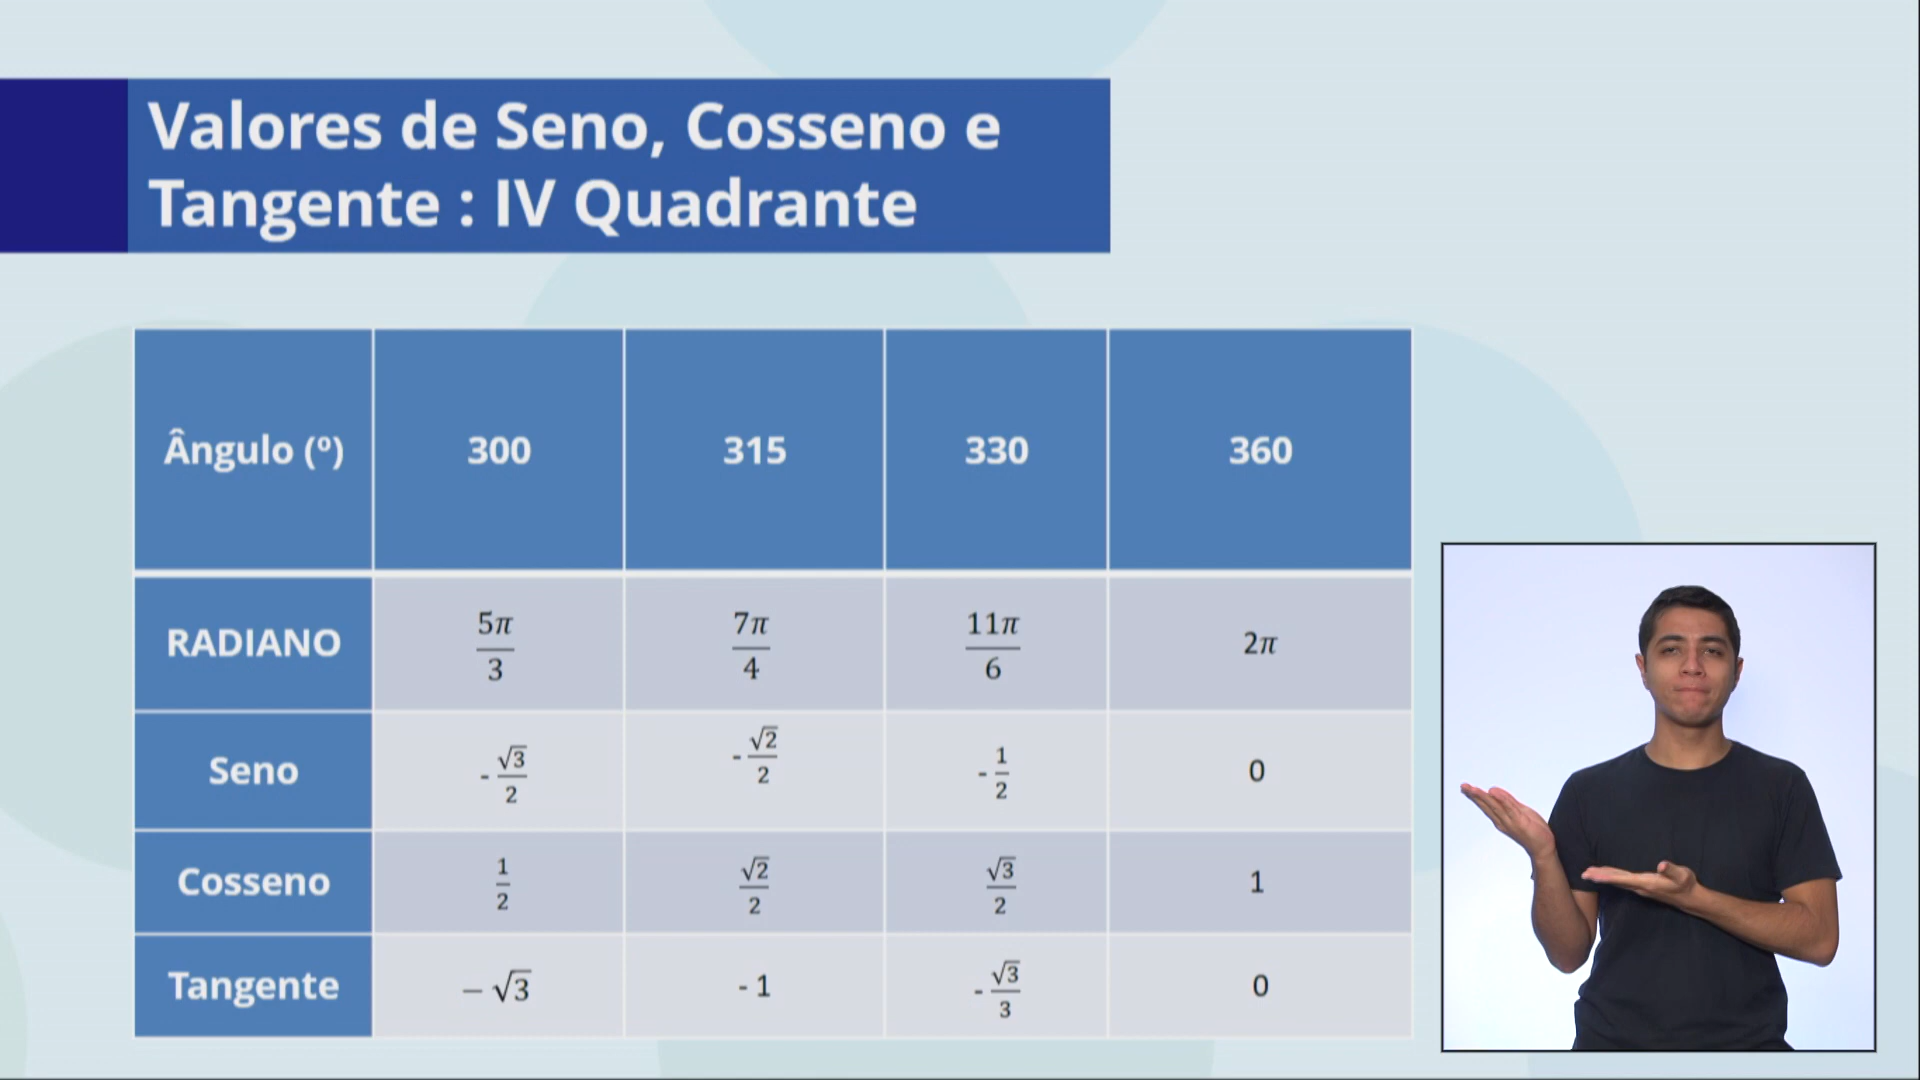 Valores de Seno, Cosseno e
Tangente : IV Quadrante
Ângulo (º) 300 315 330 360
RADIANO 5π/3 7π/4 11π/6 2π
Seno -√3/2 -√2/2 -1/2 0
Cosseno 1/2 √2/2 √3/2 1
Tangente −√3 - 1 -√3/3 0